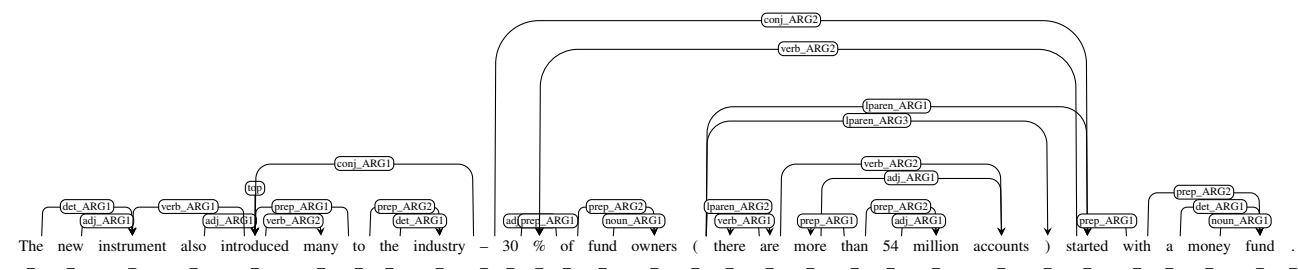 conj_ARG2
verb_ARG2
lparen_ARG1
lparen_ARG3
conj_ARG1 verb_ARG2
adj_ARG1
top
prep_ARG2
det_ARG1 verb_ARG1 prep_ARG1 prep_ARG2 prep_ARG2 lparen_ARG2 prep_ARG2 det_ARG1
adj_ARG1 adj_ARG1 verb_ARG2 det_ARG1 prep_ARG1 noun_ARG1 verb_ARG1 prep_ARG1 adj_ARG1 prep_ARG1 noun_ARG1
The new instrument also introduced many to the industry – 30 % of fund owners ( there are more than 54 million accounts ) started with a money fund .
_ _ _ _ _ _ _ _ _ _ _ _ _ _ _ _ _ _ _ _ _ _ _ _ _ _ _ _ _ _